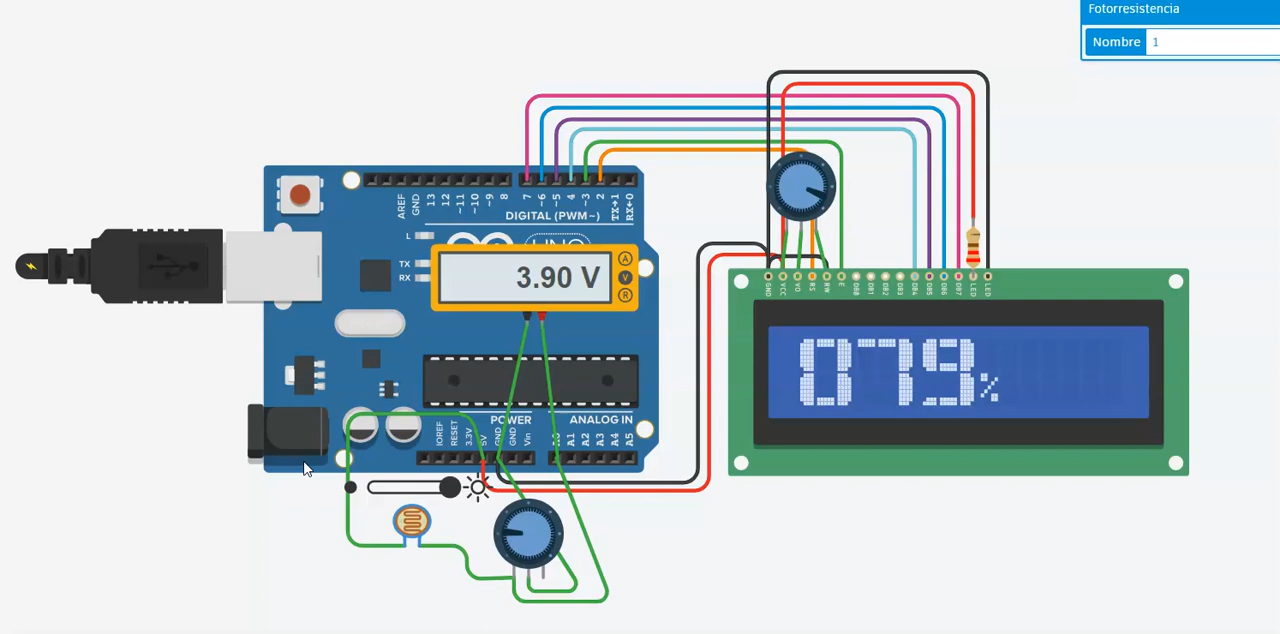 Fotorresistencia
Nombre 1
AREF
GND
13
12
~11
~10
~9
8
7
~6
~5
4
~3
2
TX→1
RX←0
DIGITAL (PWM~)
L
TX
RX
UNO
3.90 V
A
V
R
GND
VCC
VO
RS
RW
E
DB0
DB1
DB2
DB3
DB4
DB5
DB6
DB7
LED
LED
079%
POWER
ANALOG IN
IOREF
RESET
3.3V
5V
GND
GND
Vin
A0
A1
A2
A3
A4
A5